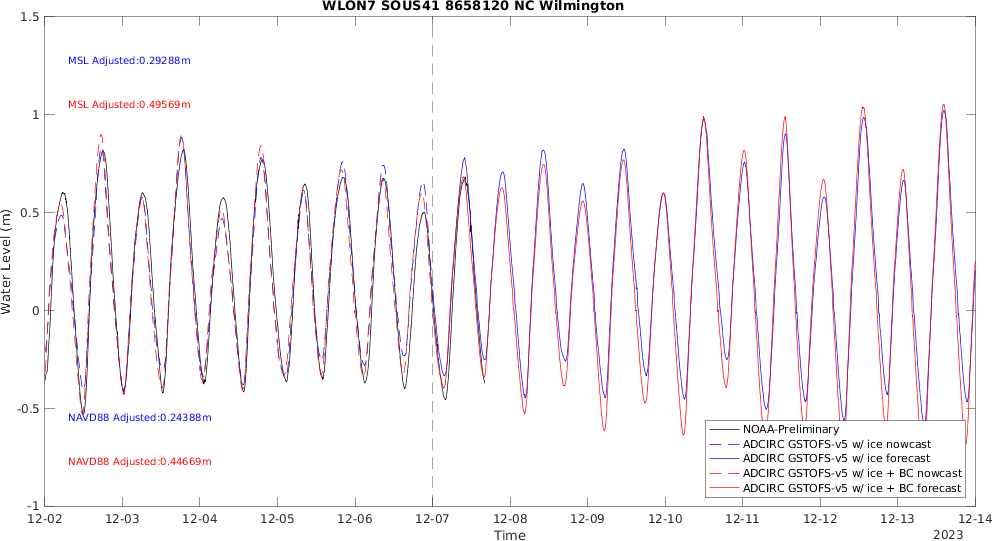 WLON7 SOUS41 8658120 NC Wilmington
1.5
MSL Adjusted:0.29288m
MSL Adjusted:0.49569m
1
0.5
0
-0.5
-1
Water Level (m)
NAVD88 Adjusted:0.24388m
NAVD88 Adjusted:0.44669m
NOAA-Preliminary
ADCIRC GSTOFS-v5 w/ ice nowcast
ADCIRC GSTOFS-v5 w/ ice forecast
ADCIRC GSTOFS-v5 w/ ice + BC nowcast
ADCIRC GSTOFS-v5 w/ ice + BC forecast
12-02 12-03 12-04 12-05 12-06 12-07 12-08 12-09 12-10 12-11 12-12 12-13 12-14
Time
2023